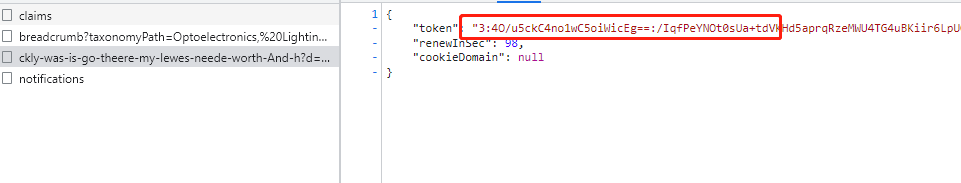 claims
breadcrumb?taxonomyPath=Optoelectronics,%20Lightin...
ckly-was-is-go-theere-my-lewes-neede-worth-And-h?d=...
notifications
1 {
- "token": "3:4O/u5ckC4no1wC5oiWicEg==:/IqfPeYNOt0sUa+tdVkHd5aprqRzeMWU4TG4uBKiir6LpU
- "renewInSec": 98,
- "cookieDomain": null
- }